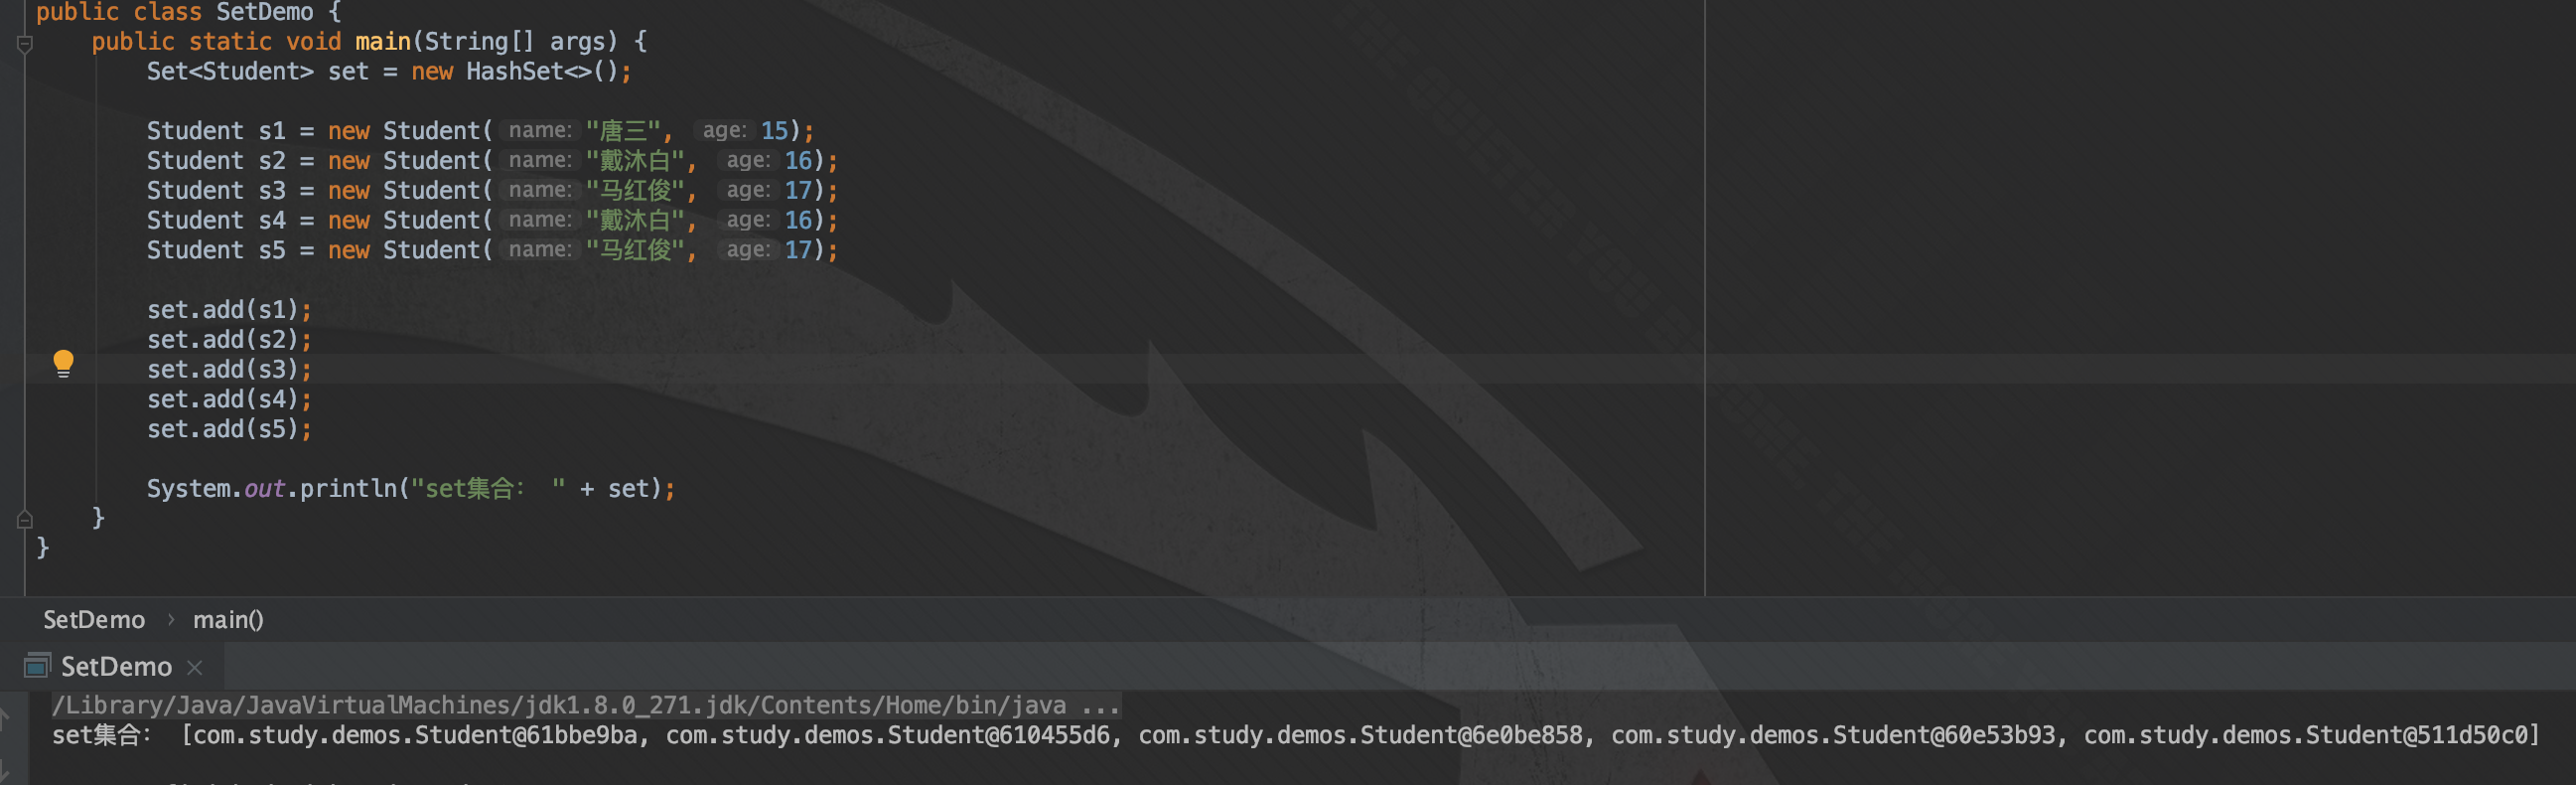 public class SetDemo {
public static void main(String[] args) {
Set<Student> set = new HashSet<>();
Student s1 = new Student( name: "唐三", age: 15);
Student s2 = new Student( name: "戴沐白", age: 16);
Student s3 = new Student( name: "马红俊", age: 17);
Student s4 = new Student( name: "戴沐白", age: 16);
Student s5 = new Student( name: "马红俊", age: 17);
set.add(s1);
set.add(s2);
set.add(s3);
set.add(s4);
set.add(s5);
System.out.println("set集合： " + set);
}
}
SetDemo › main()
SetDemo ×
/Library/Java/JavaVirtualMachines/jdk1.8.0_271.jdk/Contents/Home/bin/java ...
set集合： [com.study.demos.Student@61bbe9ba, com.study.demos.Student@610455d6, com.study.demos.Student@6e0be858, com.study.demos.Student@60e53b93, com.study.demos.Student@511d50c0]